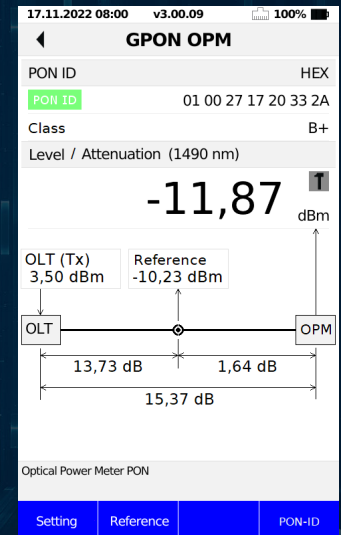 17.11.2022 08:00 v3.00.09 100%
GPON OPM
PON ID HEX
PON ID 01 00 27 17 20 33 2A
Class B+
Level / Attenuation (1490 nm)
-11,87 dBm
OLT (Tx) Reference
3,50 dBm -10,23 dBm
OLT OPM
13,73 dB 1,64 dB
15,37 dB
Optical Power Meter PON
Setting Reference PON-ID